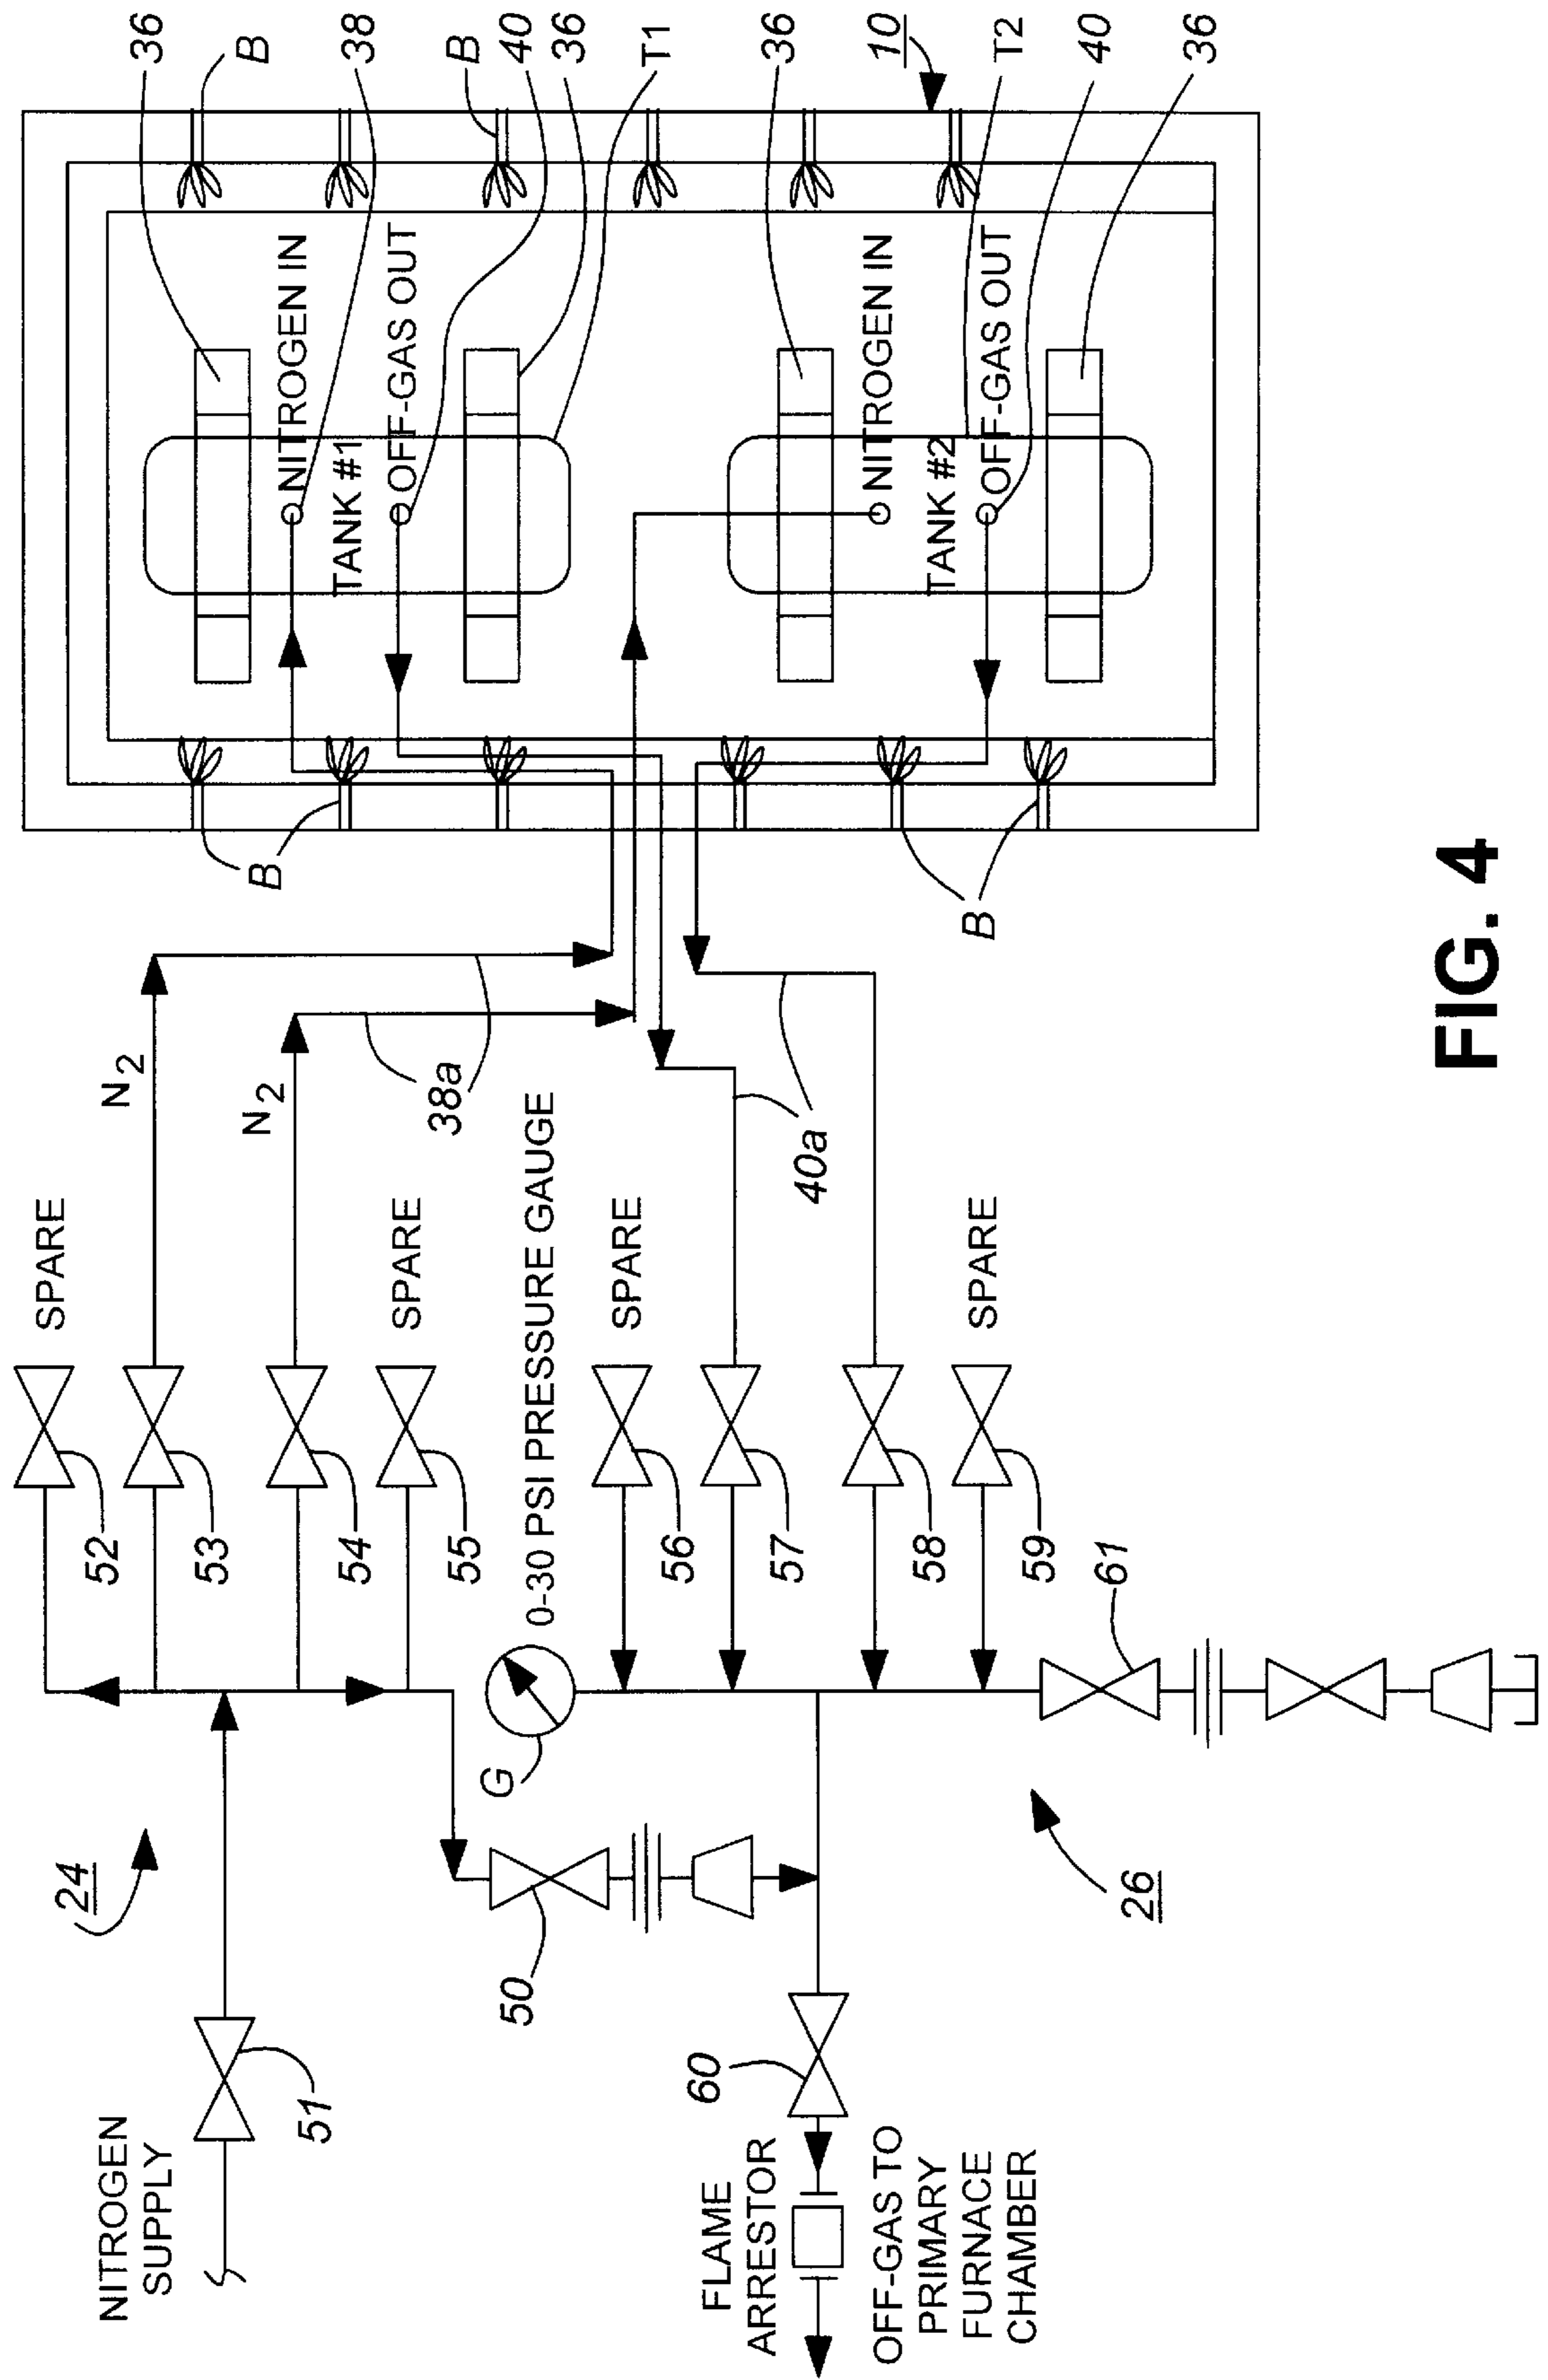 36
B
38
B
40
36
T1
36
10
T2
40
36
NITROGEN IN
TANK #1
OFF-GAS OUT
NITROGEN IN
TANK #2
OFF-GAS OUT
B
B
N2
N2
38a
40a
SPARE
SPARE
0-30 PSI PRESSURE GAUGE
SPARE
SPARE
52
53
54
55
56
57
58
59
61
G
24
50
26
51
60
NITROGEN
SUPPLY
FLAME
ARRESTOR
OFF-GAS TO
PRIMARY
FURNACE
CHAMBER
FIG. 4